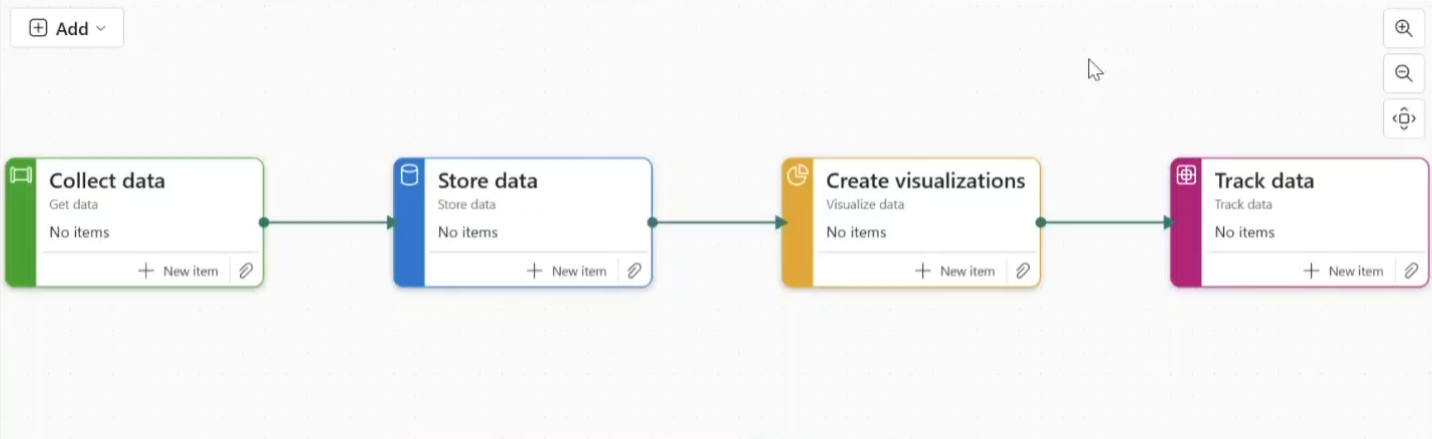 Add
Collect data
Get data
No items
New item
Store data
Store data
No items
New item
Create visualizations
Visualize data
No items
New item
Track data
Track data
No items
New item